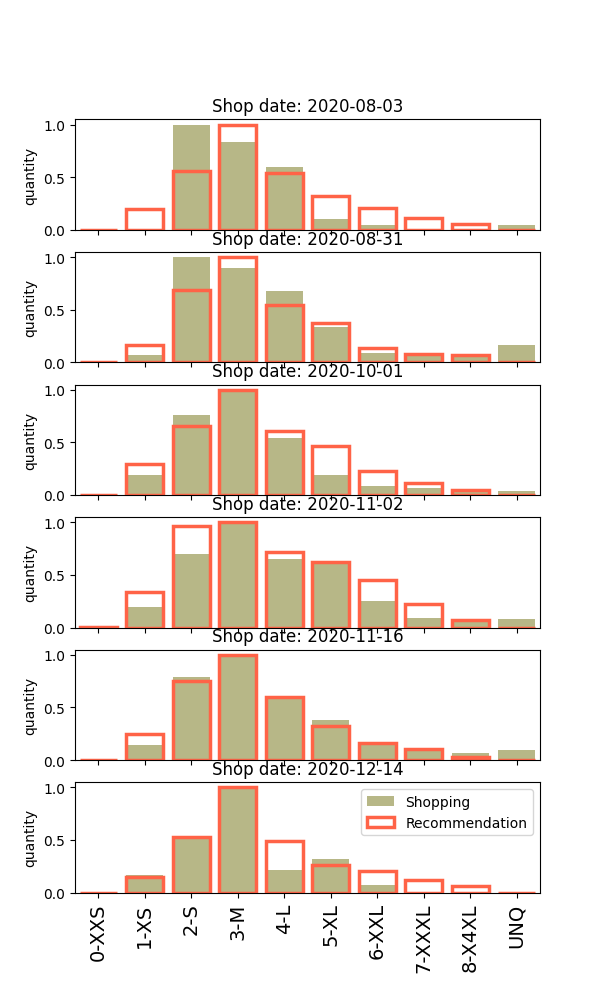 Shop date: 2020-08-03
1.0
0.5
0.0
quantity
Shop date: 2020-08-31
1.0
0.5
0.0
quantity
Shop date: 2020-10-01
1.0
0.5
0.0
quantity
Shop date: 2020-11-02
1.0
0.5
0.0
quantity
Shop date: 2020-11-16
1.0
0.5
0.0
quantity
Shop date: 2020-12-14
1.0
0.5
0.0
quantity
Shopping
Recommendation
0-XXS
1-XS
2-S
3-M
4-L
5-XL
6-XXL
7-XXXL
8-X4XL
UNQ